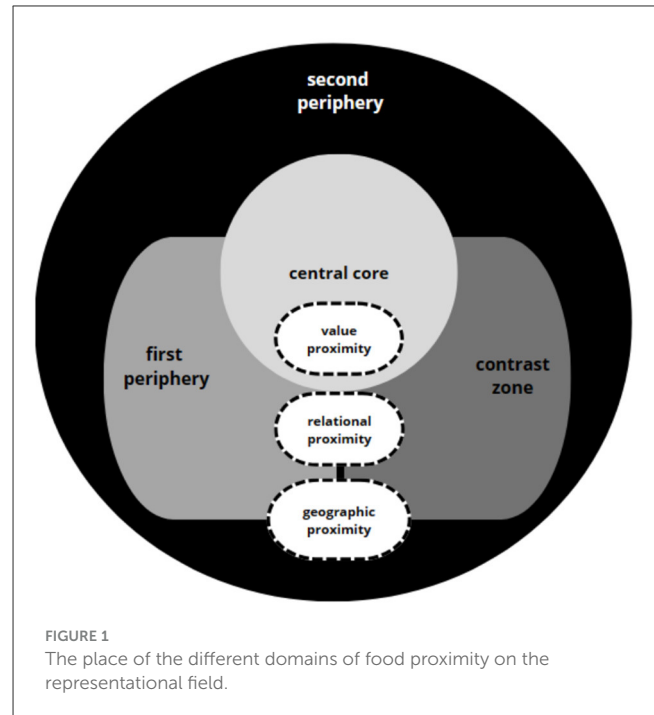 second
periphery
central core
value
proximity
first
periphery
contrast
zone
relational
proximity
geographic
proximity
FIGURE 1
The place of the different domains of food proximity on the
representational field.